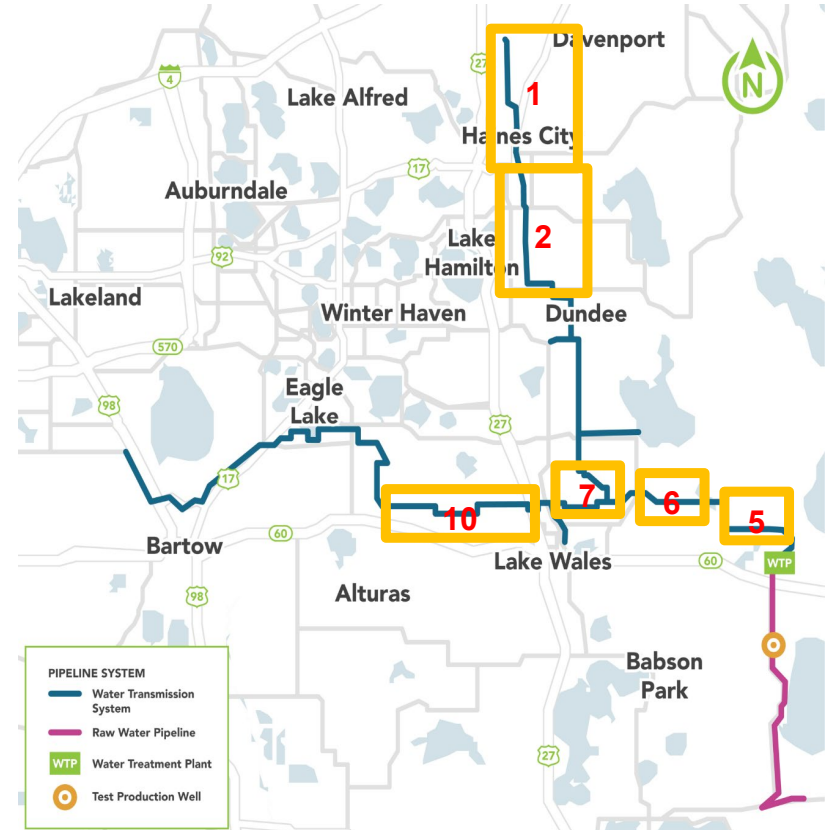 Davenport
27
N
4
1
Lake Alfred
Haines City
17
Auburndale
2
Lake
Hamilton
92
Lakeland
Winter Haven
Dundee
570
Eagle
Lake
98
27
17
7
6
10
5
Bartow
60
Lake Wales
60
WTP
98
Alturas
Babson
Park
27
PIPELINE SYSTEM
Water Transmission
System
Raw Water Pipeline
WTP Water Treatment Plant
Test Production Well